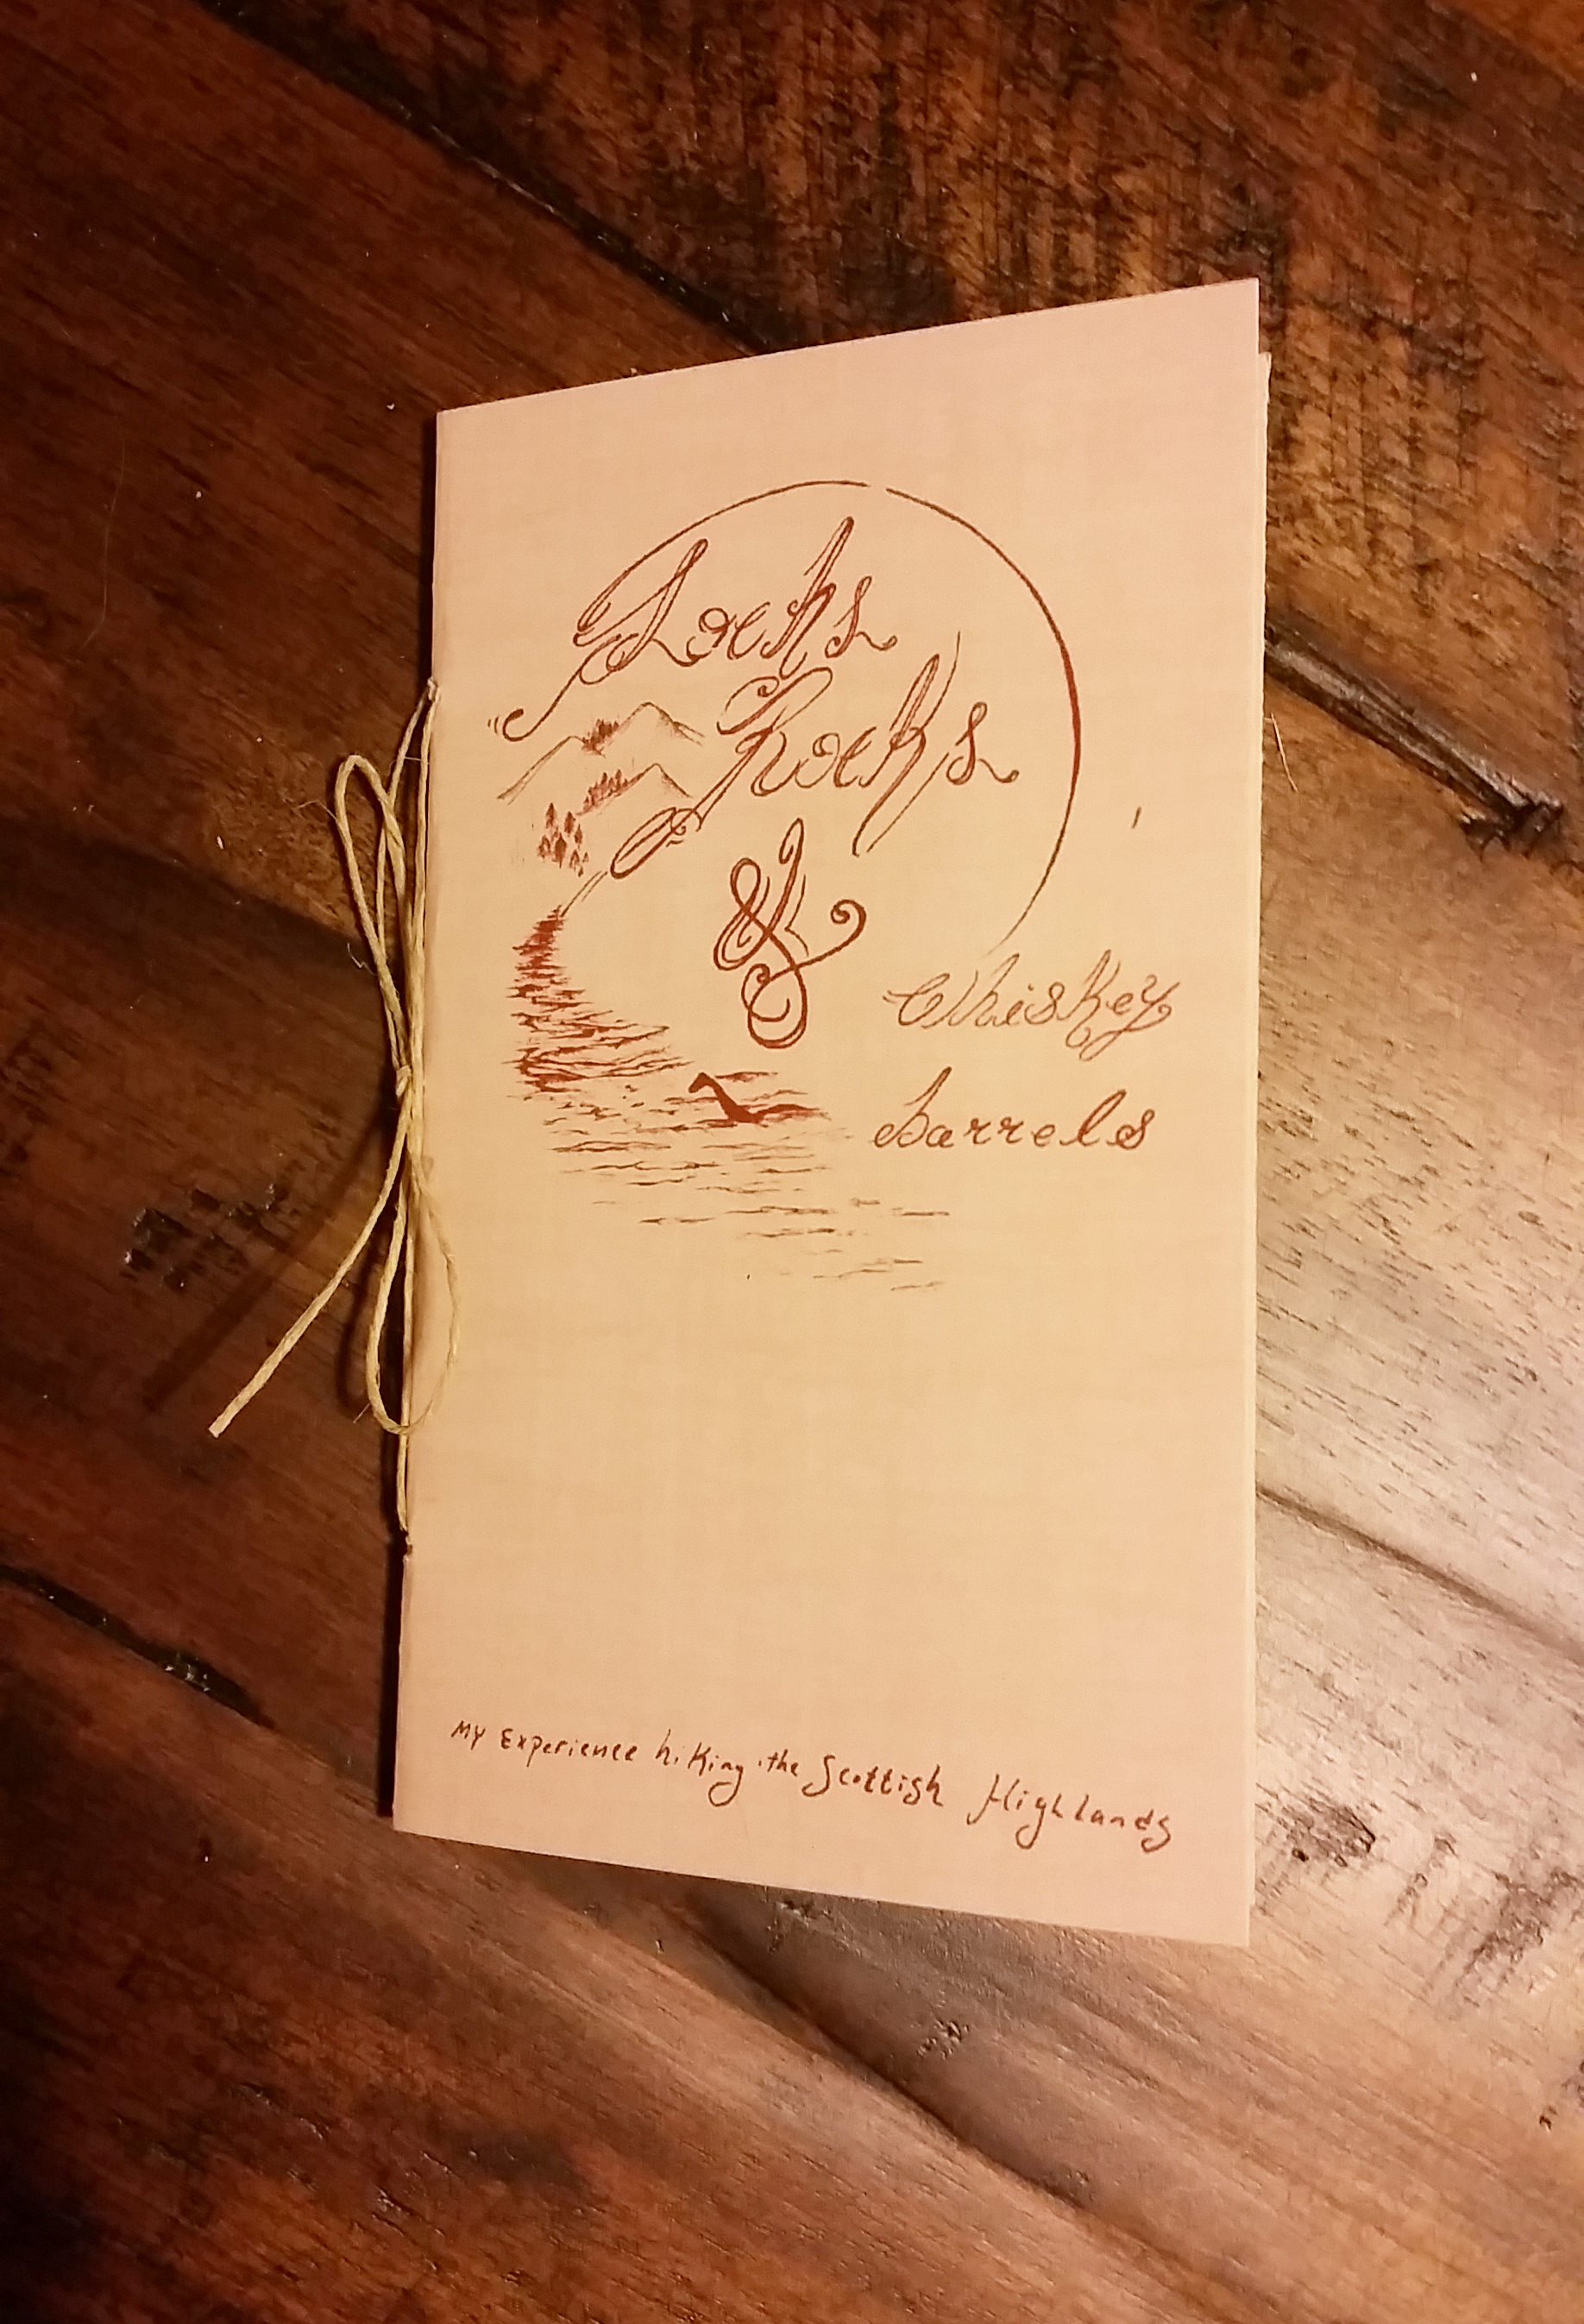 Lochs
Rocks
&
Whiskey
barrels
My Experience hiking the Scottish Highlands